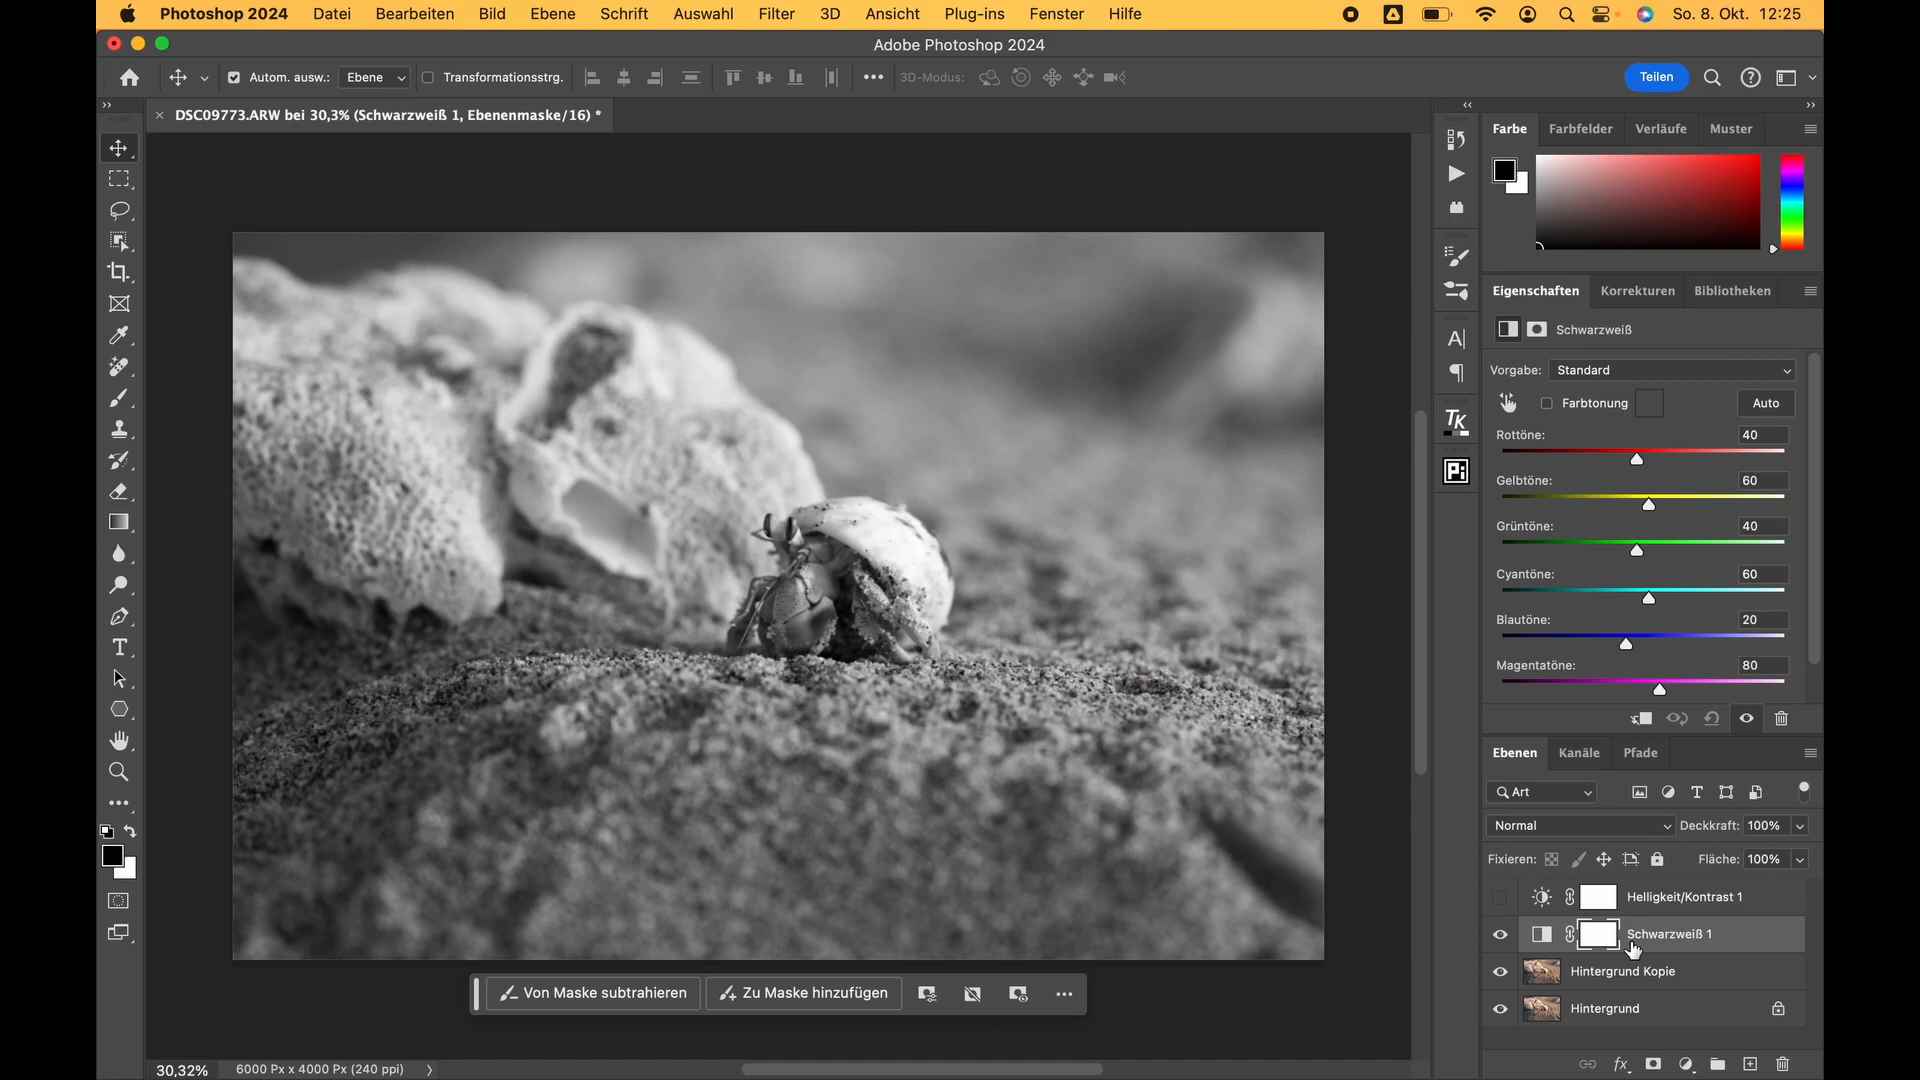 Photoshop 2024 Datei Bearbeiten Bild Ebene Schrift Auswahl Filter 3D Ansicht Plug-ins Fenster Hilfe So. 8. Okt. 12:25
Adobe Photoshop 2024
Autom. ausw.: Ebene Transformationsstrg. 3D-Modus: Teilen
DSC09773.ARW bei 30,3% (Schwarzweiß 1, Ebenenmaske/16) *
Farbe Farbfelder Verläufe Muster
Eigenschaften Korrekturen Bibliotheken
Schwarzweiß
Vorgabe: Standard
Farbtonung Auto
Rottöne: 40
Gelbtöne: 60
Grüntöne: 40
Cyantöne: 60
Blautöne: 20
Magentatöne: 80
Ebenen Kanäle Pfade
Art
Normal Deckkraft: 100%
Fixieren: Fläche: 100%
Helligkeit/Kontrast 1
Schwarzweiß 1
Hintergrund Kopie
Hintergrund
Von Maske subtrahieren Zu Maske hinzufügen
30,32% 6000 Px x 4000 Px (240 ppi)
TK
Pi
fx